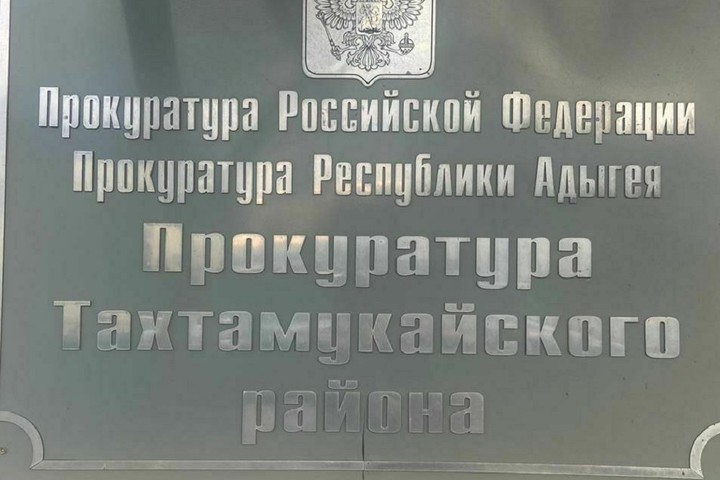 Прокуратура Российской Федерации
Прокуратура Республики Адыгея
Прокуратура
Тахтамукайского
района